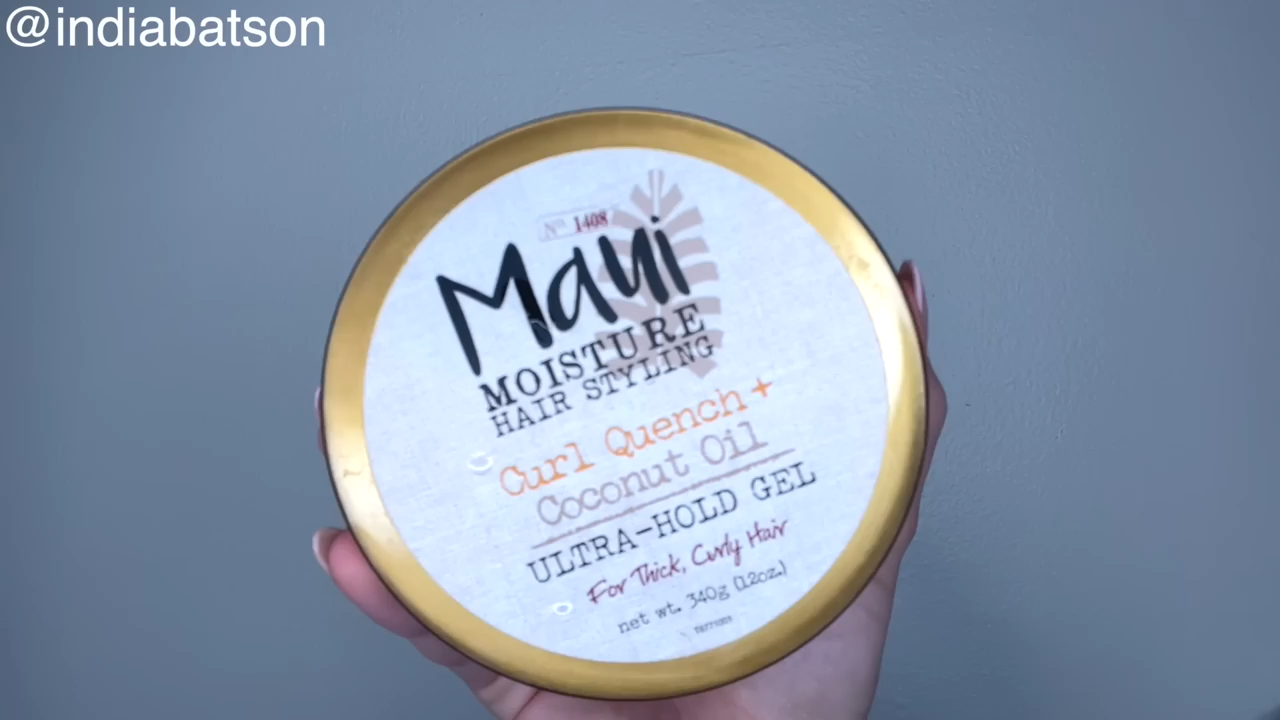 @indiabatson
Nº 1408
Maui
MOISTURE
HAIR STYLING
Curl Quench +
Coconut Oil
ULTRA-HOLD GEL
For Thick, Curly Hair
net wt. 340g (12oz.)